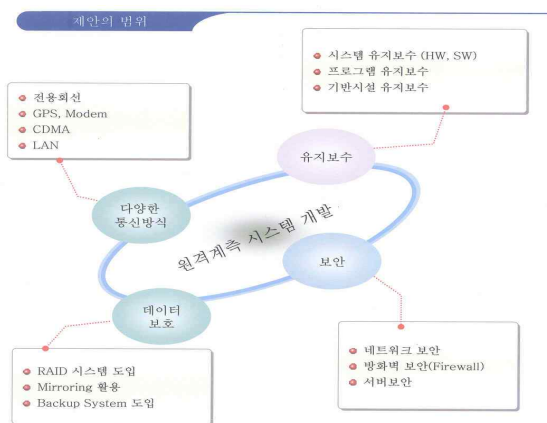 제안의 범위
시스템 유지보수 (HW, SW)
프로그램 유지보수
기반시설 유지보수
전용회선
GPS, Modem
CDMA
LAN
유지보수
다양한
통신방식
원격계측 시스템 개발
보안
데이터
보호
RAID 시스템 도입
Mirroring 활용
Backup System 도입
네트워크 보안
방화벽 보안(Firewall)
서버보안